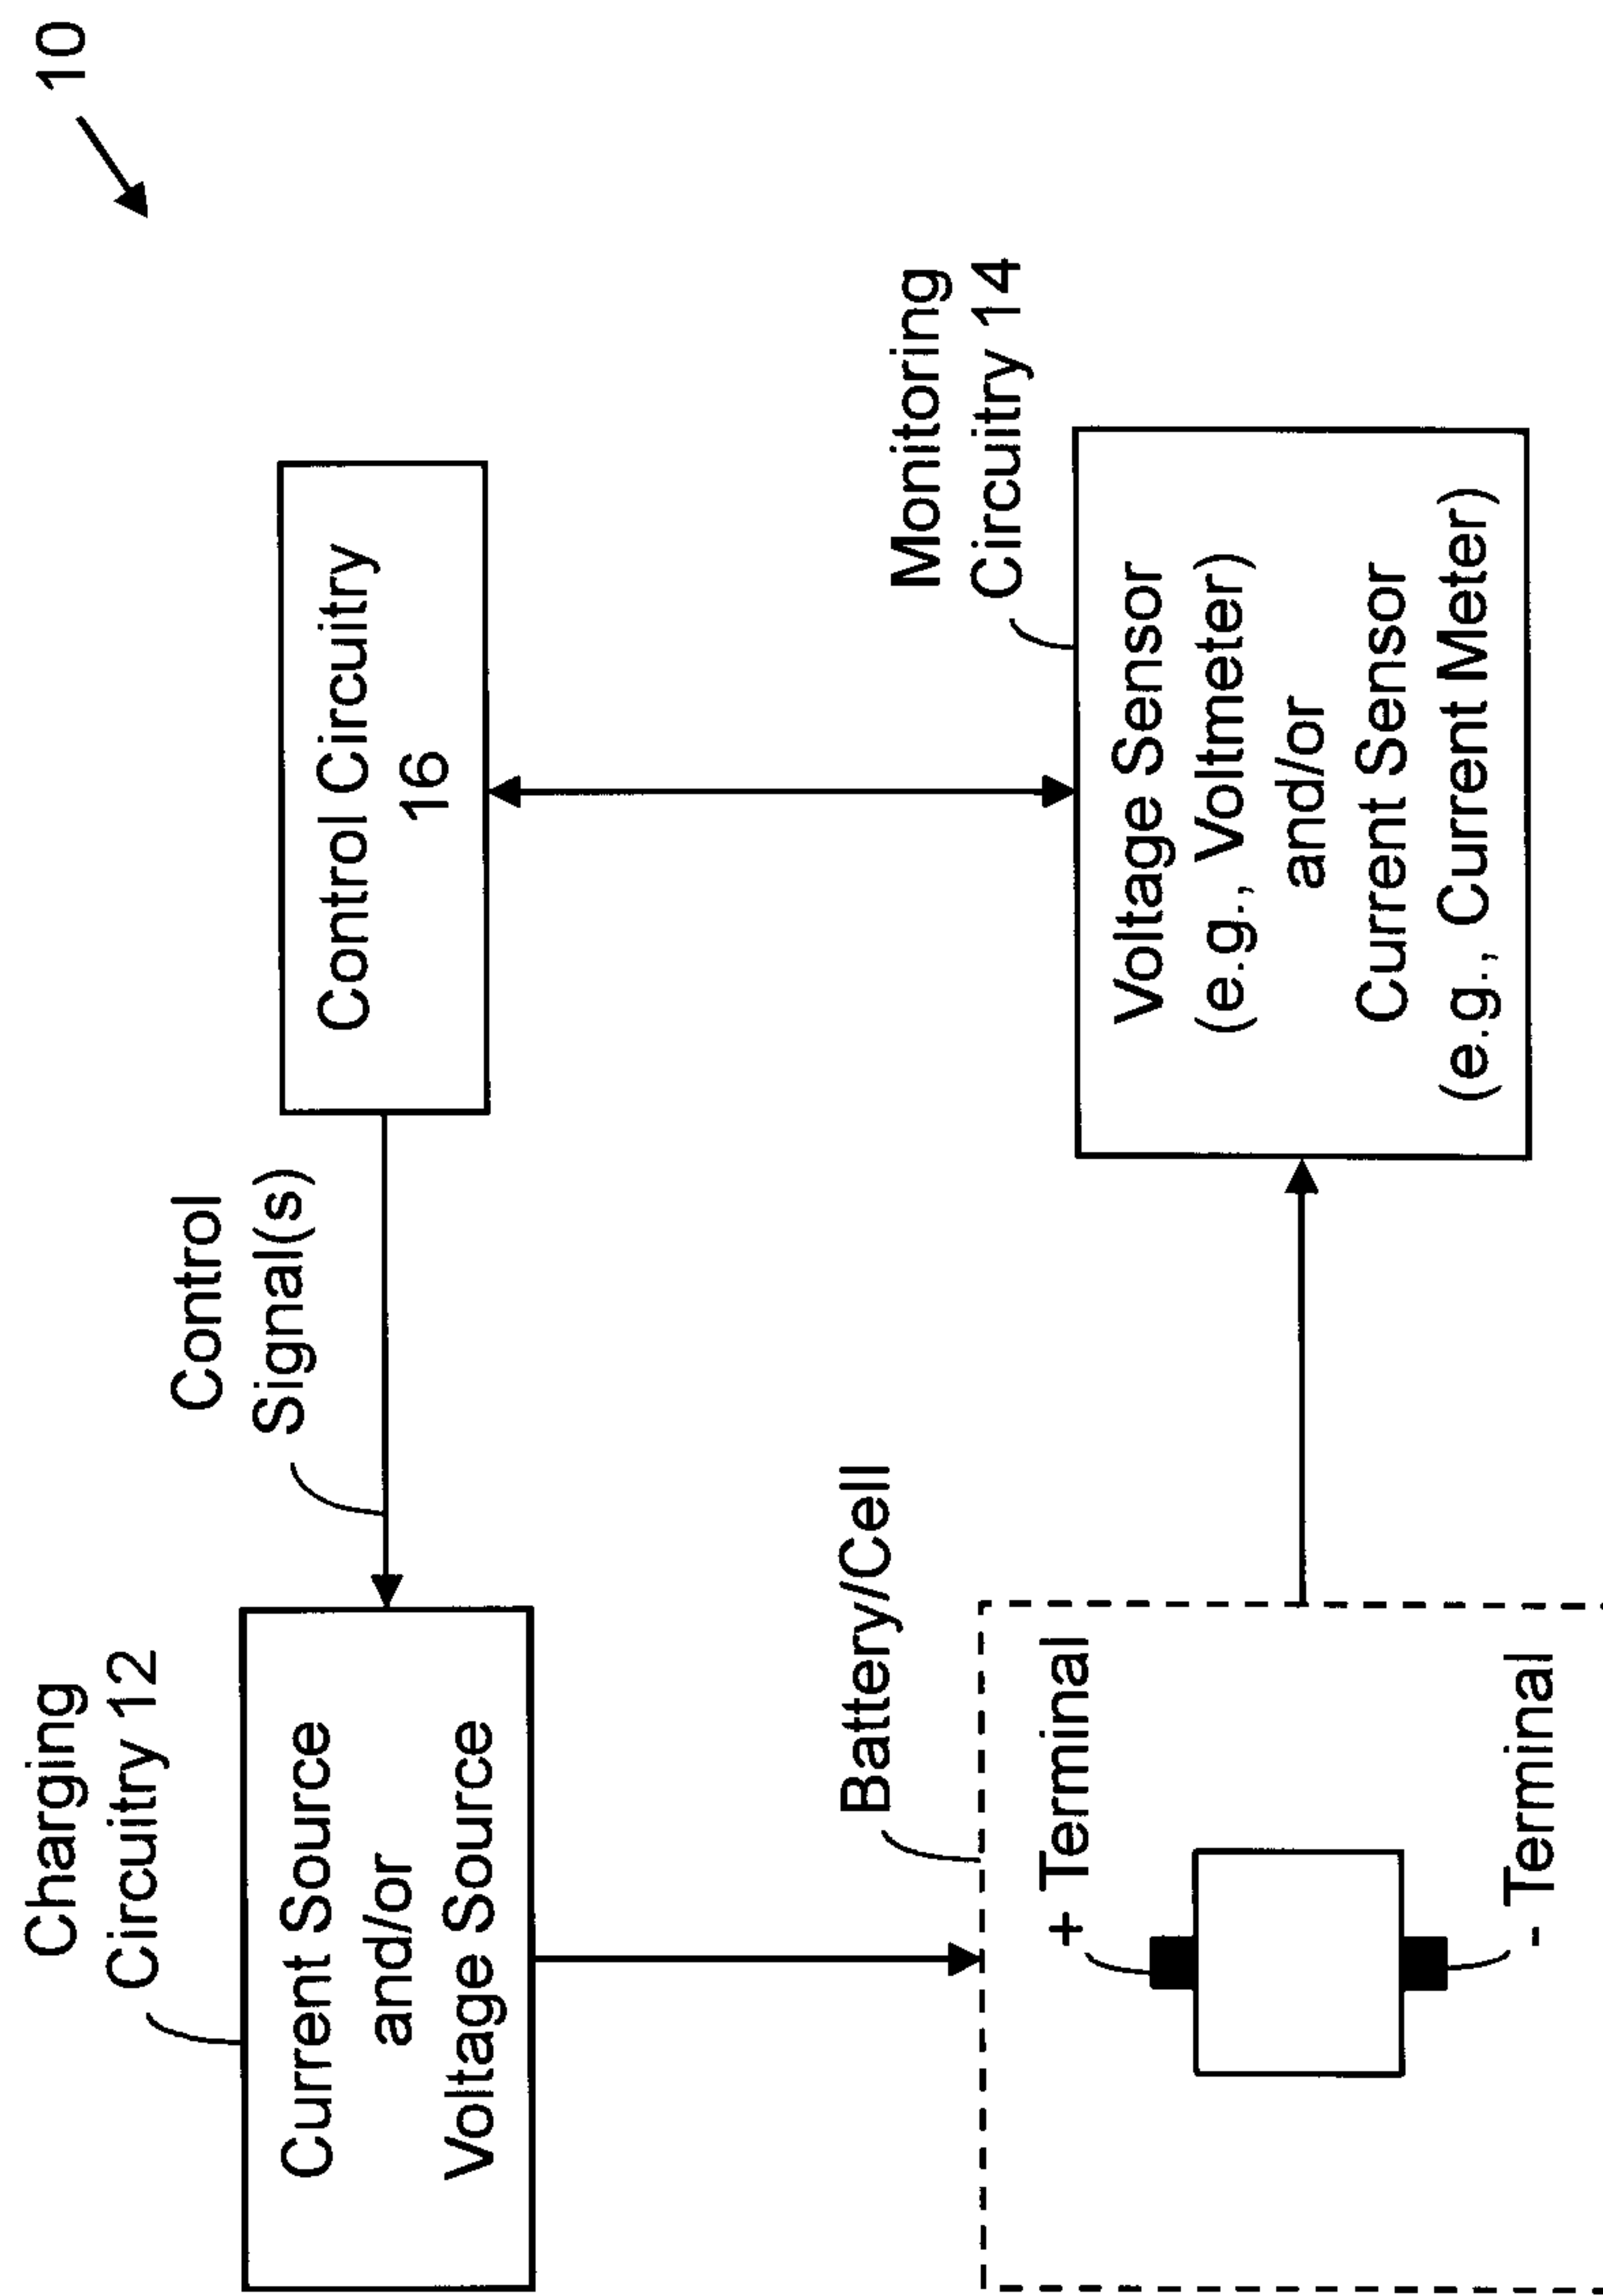 10
Charging
Circuitry 12
Current Source
and/or
Voltage Source
Control
Signal(s)
Control Circuitry
16
Battery/Cell
+ Terminal
- Terminal
Monitoring
Circuitry 14
Voltage Sensor
(e.g., Voltmeter)
and/or
Current Sensor
(e.g., Current Meter)